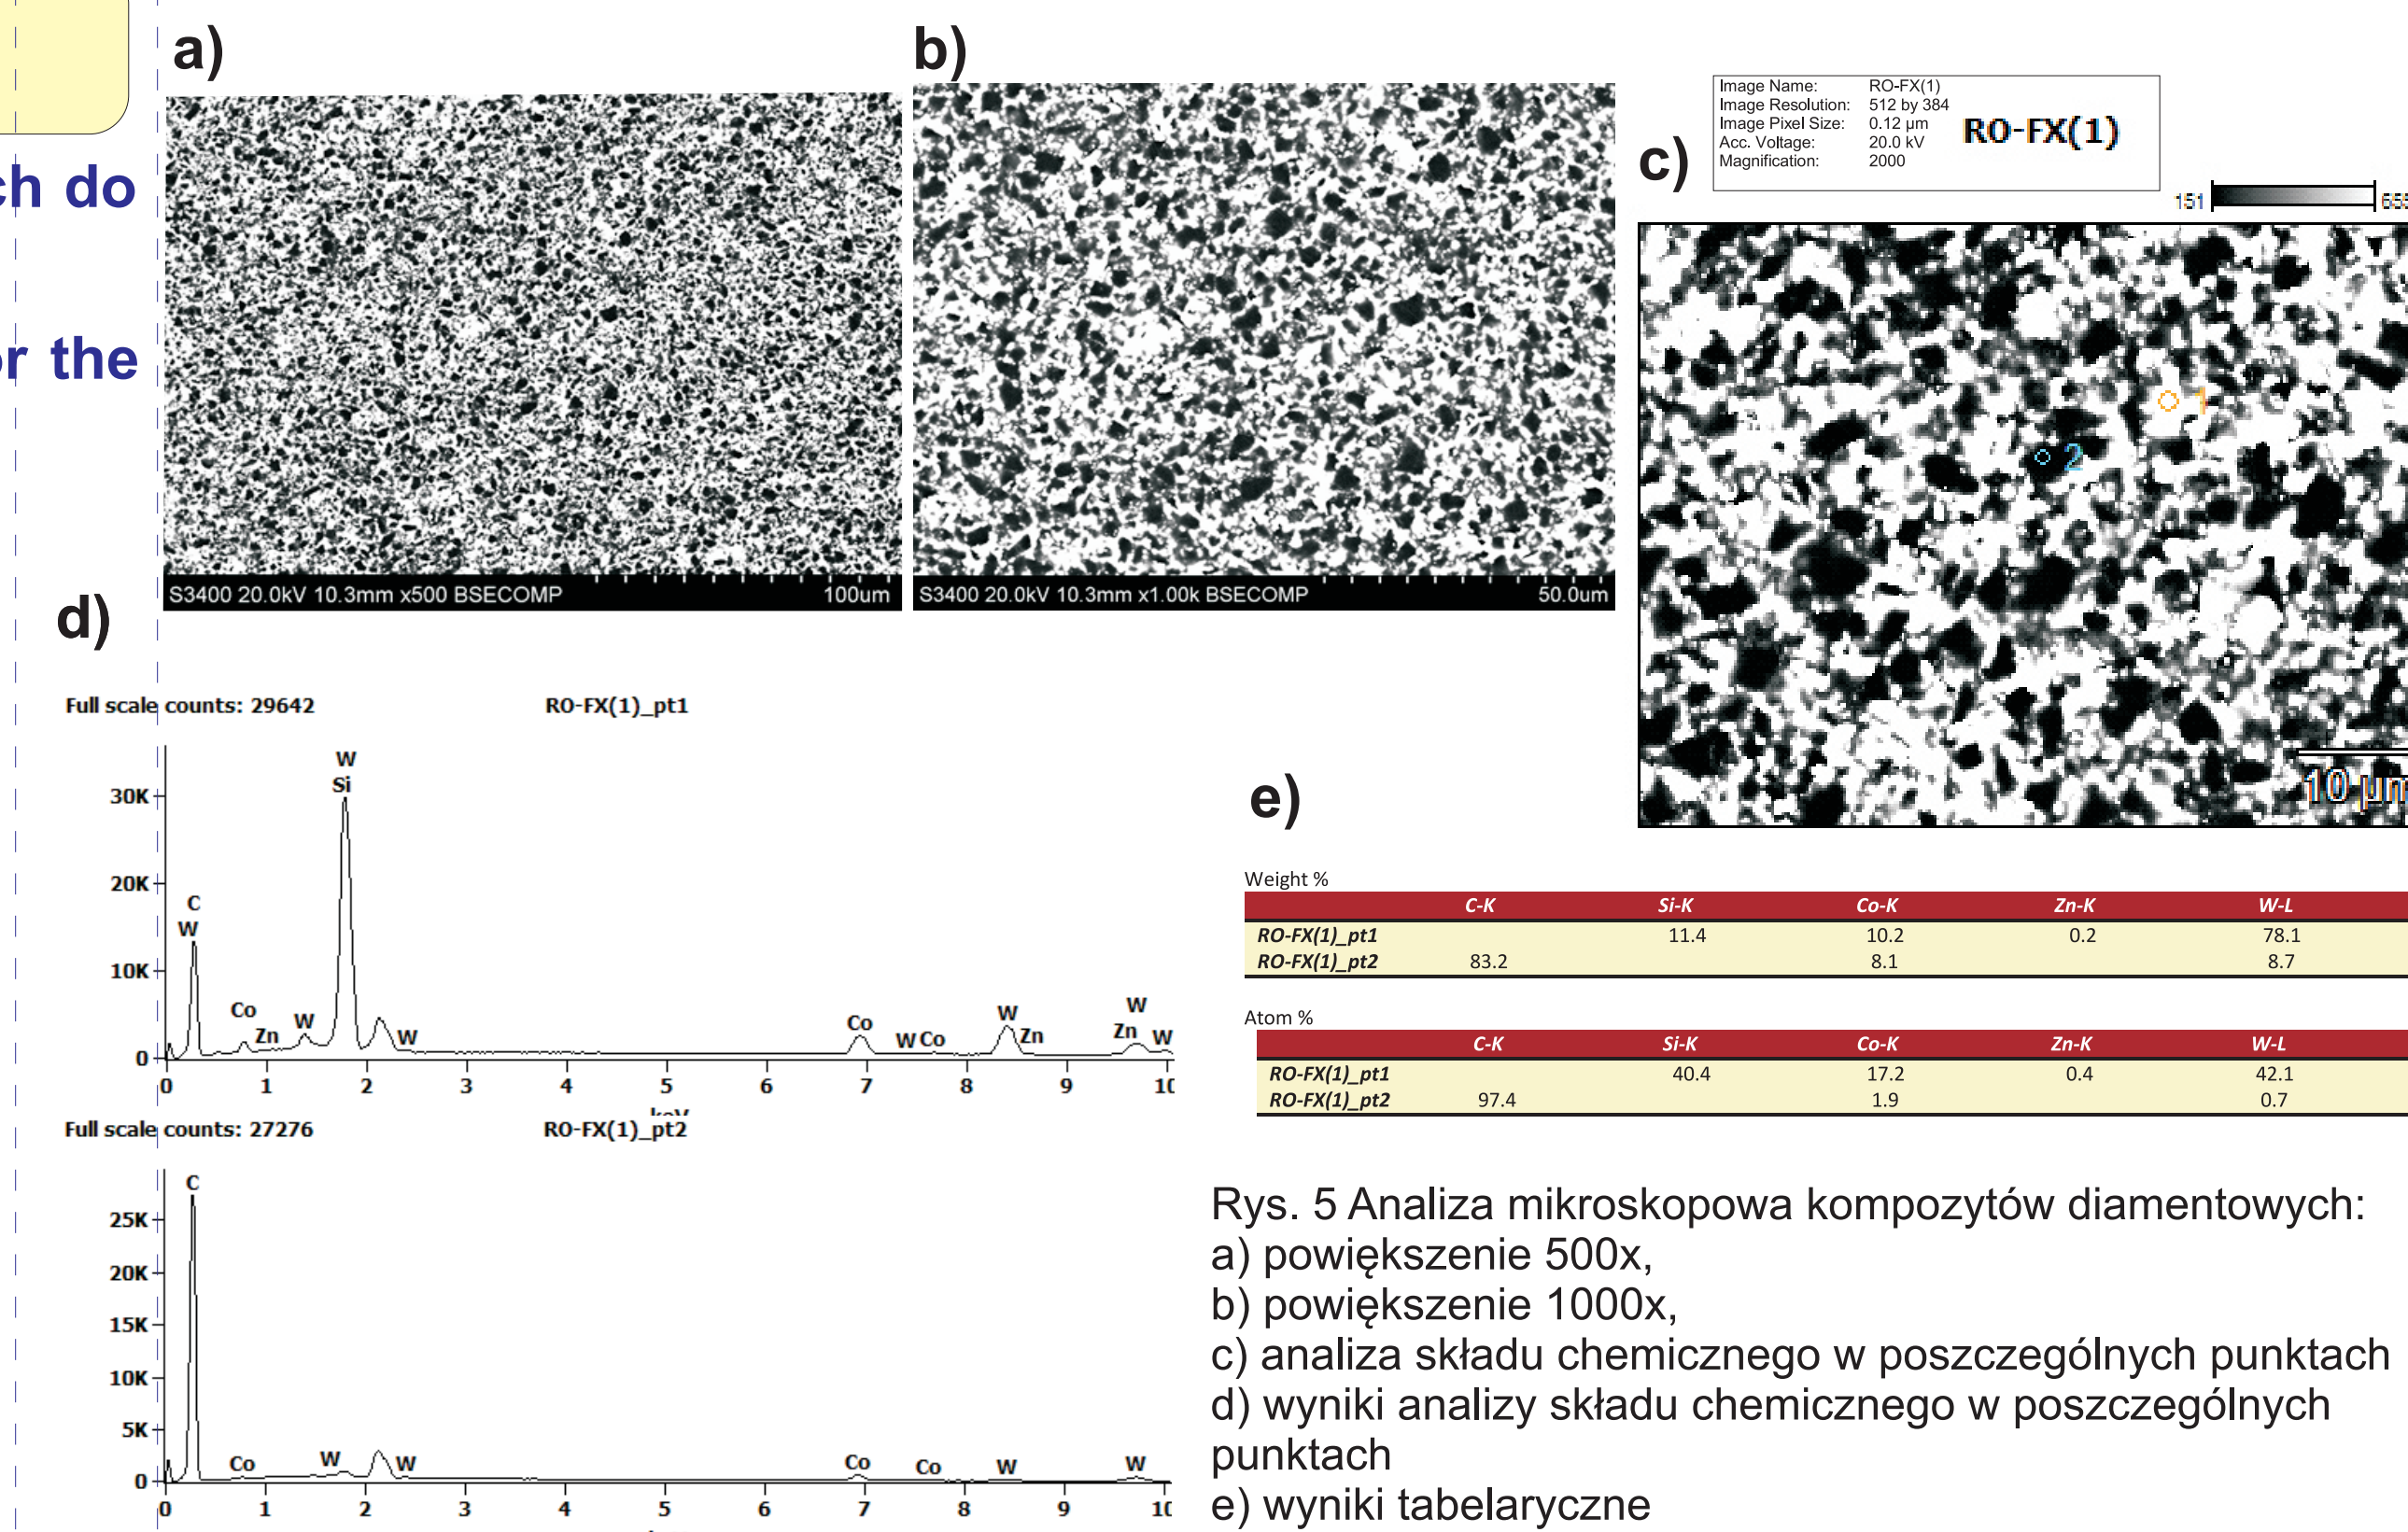 ch do
or the
a)
b)
c)
Image Name: RO-FX(1)
Image Resolution: 512 by 384
Image Pixel Size: 0.12 µm
Acc. Voltage: 20.0 kV
Magnification: 2000
RO-FX(1)
151
1
2
10 µm
S3400 20.0kV 10.3mm x500 BSECOMP 100um
S3400 20.0kV 10.3mm x1.00k BSECOMP 50.0um
d)
Full scale counts: 29642 RO-FX(1)_pt1
W
Si
30K
20K
C
W
10K
Co
Zn
W
W
Co
W Co
W
Zn
W
Zn W
0
0 1 2 3 4 5 6 7 8 9 10
keV
Full scale counts: 27276 RO-FX(1)_pt2
C
25K
20K
15K
10K
5K
Co W W Co Co W W
0
0 1 2 3 4 5 6 7 8 9 10
e)
Weight %
C-K Si-K Co-K Zn-K W-L
RO-FX(1)_pt1 11.4 10.2 0.2 78.1
RO-FX(1)_pt2 83.2 8.1 8.7
Atom %
C-K Si-K Co-K Zn-K W-L
RO-FX(1)_pt1 40.4 17.2 0.4 42.1
RO-FX(1)_pt2 97.4 1.9 0.7
Rys. 5 Analiza mikroskopowa kompozytów diamentowych:
a) powiększenie 500x,
b) powiększenie 1000x,
c) analiza składu chemicznego w poszczególnych punktach
d) wyniki analizy składu chemicznego w poszczególnych
punktach
e) wyniki tabelaryczne